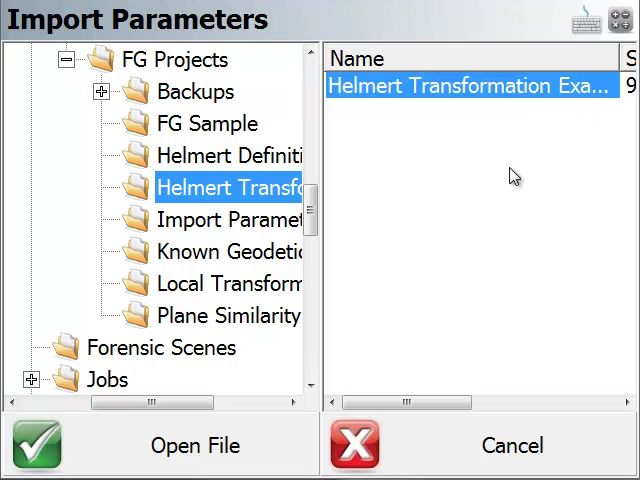 Import Parameters
FG Projects
Backups
FG Sample
Helmert Definiti
Helmert Transfo
Import Paramet
Known Geodetic
Local Transform
Plane Similarity
Forensic Scenes
Jobs
Name S
Helmert Transformation Exa... 9
Open File
Cancel